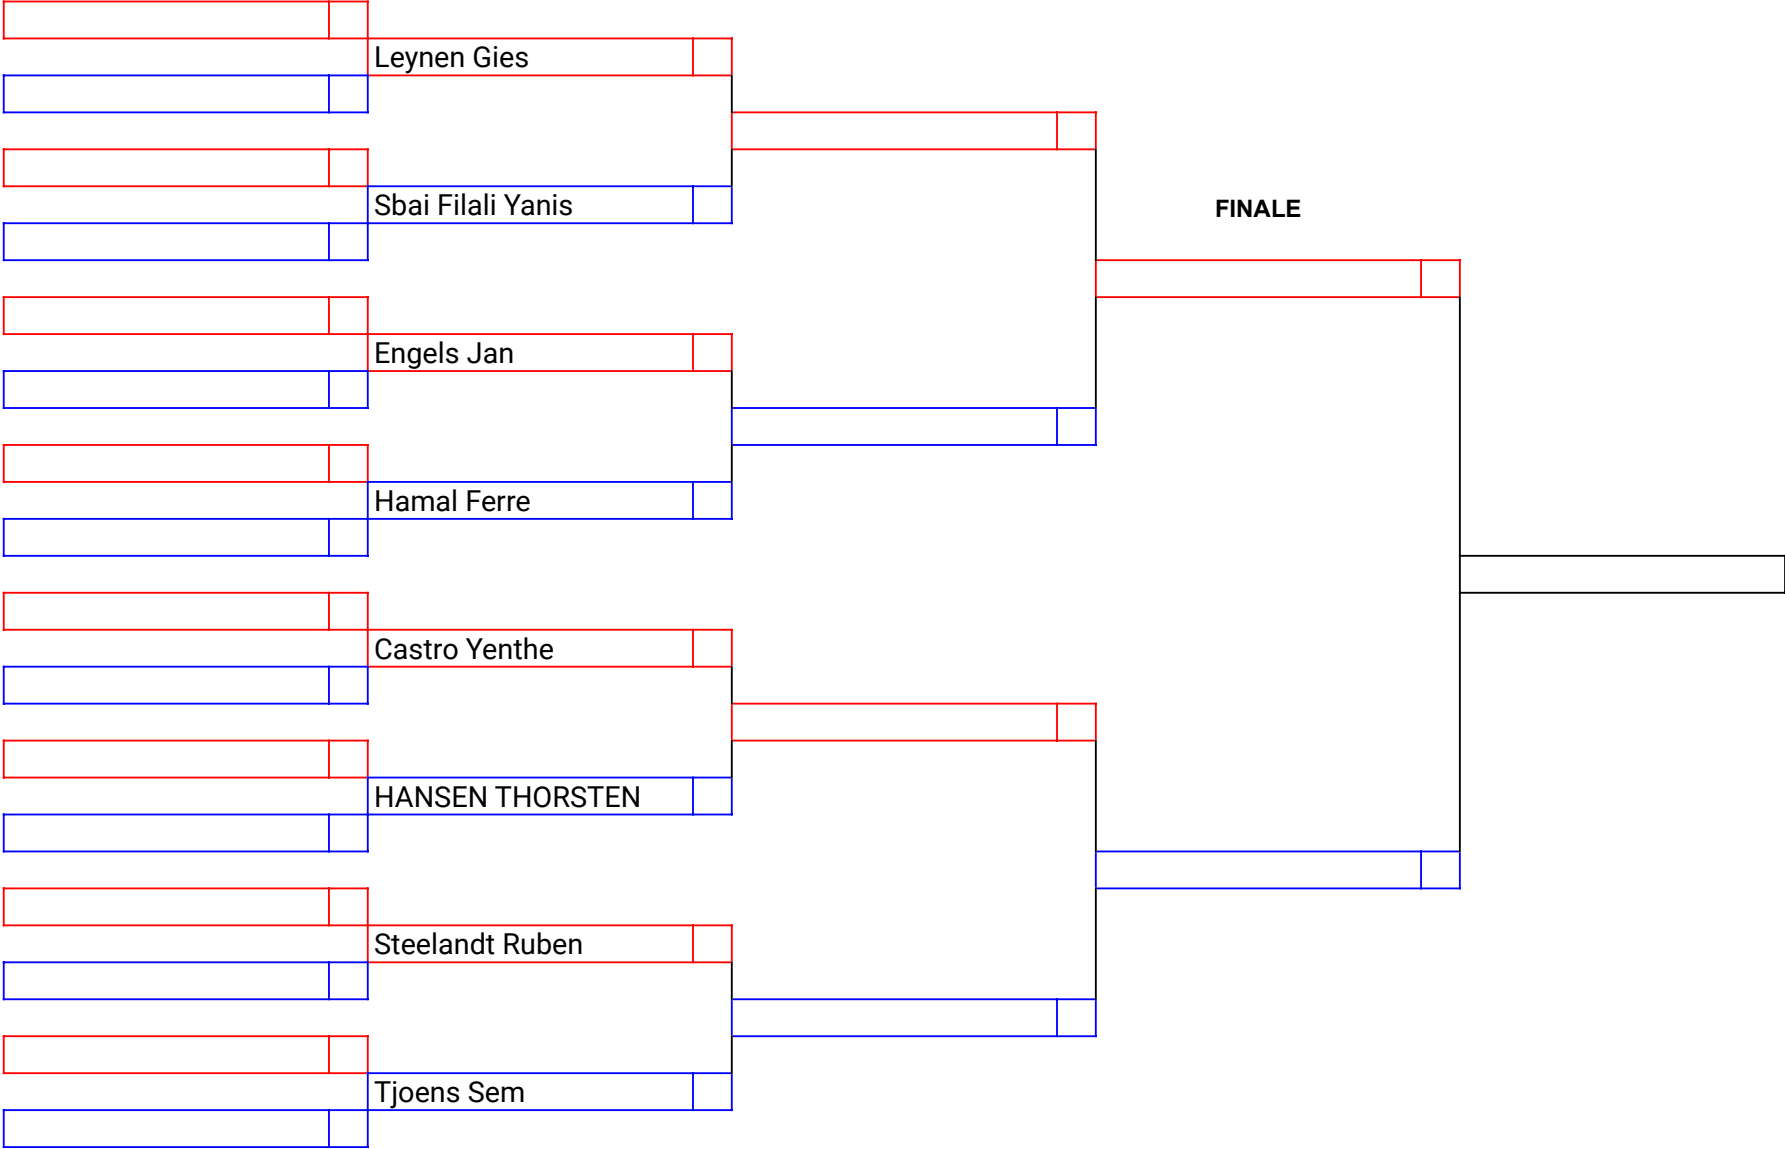 Leynen Gies
Sbai Filali Yanis
FINALE
Engels Jan
Hamal Ferre
Castro Yenthe
HANSEN THORSTEN
Steelandt Ruben
Tjoens Sem